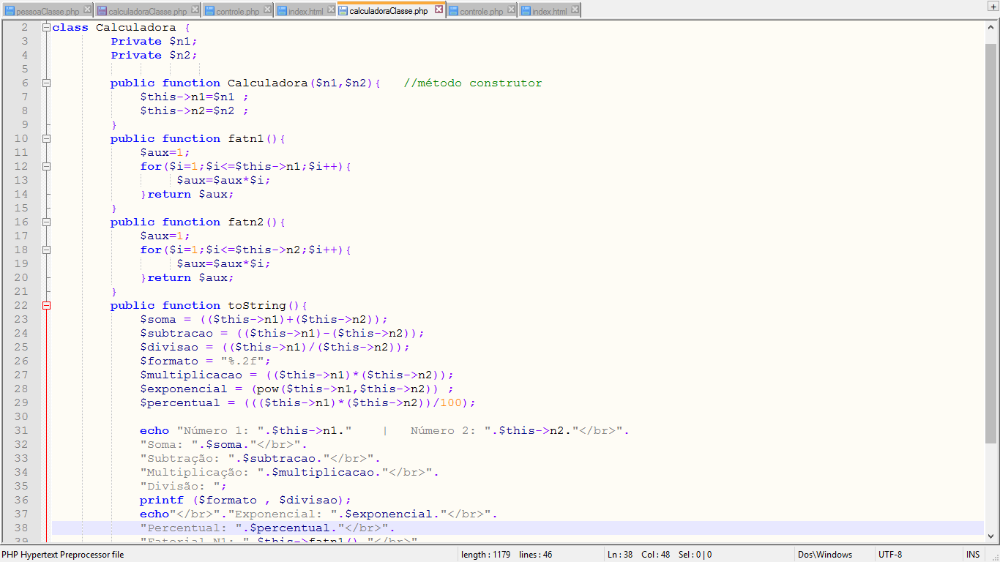 pessoaClasse.php calculadoraClasse.php controle.php index.html calculadoraClasse.php controle.php index.html
2 class Calculadora {
3 Private $n1;
4 Private $n2;
5
6 public function Calculadora($n1,$n2){ //método construtor
7 $this->n1=$n1 ;
8 $this->n2=$n2 ;
9 }
10 public function fatn1(){
11 $aux=1;
12 for($i=1;$i<=$this->n1;$i++){
13 $aux=$aux*$i;
14 }return $aux;
15 }
16 public function fatn2(){
17 $aux=1;
18 for($i=1;$i<=$this->n2;$i++){
19 $aux=$aux*$i;
20 }return $aux;
21 }
22 public function toString(){
23 $soma = (($this->n1)+($this->n2));
24 $subtracao = (($this->n1)-($this->n2));
25 $divisao = (($this->n1)/($this->n2));
26 $formato = "%.2f";
27 $multiplicacao = (($this->n1)*($this->n2));
28 $exponencial = (pow($this->n1,$this->n2)) ;
29 $percentual = ((($this->n1)*($this->n2))/100);
30
31 echo "Número 1: ".$this->n1." | Número 2: ".$this->n2."</br>".
32 "Soma: ".$soma."</br>".
33 "Subtração: ".$subtracao."</br>".
34 "Multiplicação: ".$multiplicacao."</br>".
35 "Divisão: ";
36 printf ($formato , $divisao);
37 echo"</br>"."Exponencial: ".$exponencial."</br>".
38 "Percentual: ".$percentual."</br>".
39 "Fatorial N1: ".$this->fatn1()."</br>"
PHP Hypertext Preprocessor file length : 1179 lines : 46 Ln : 38 Col : 48 Sel : 0 | 0 Dos\Windows UTF-8 INS